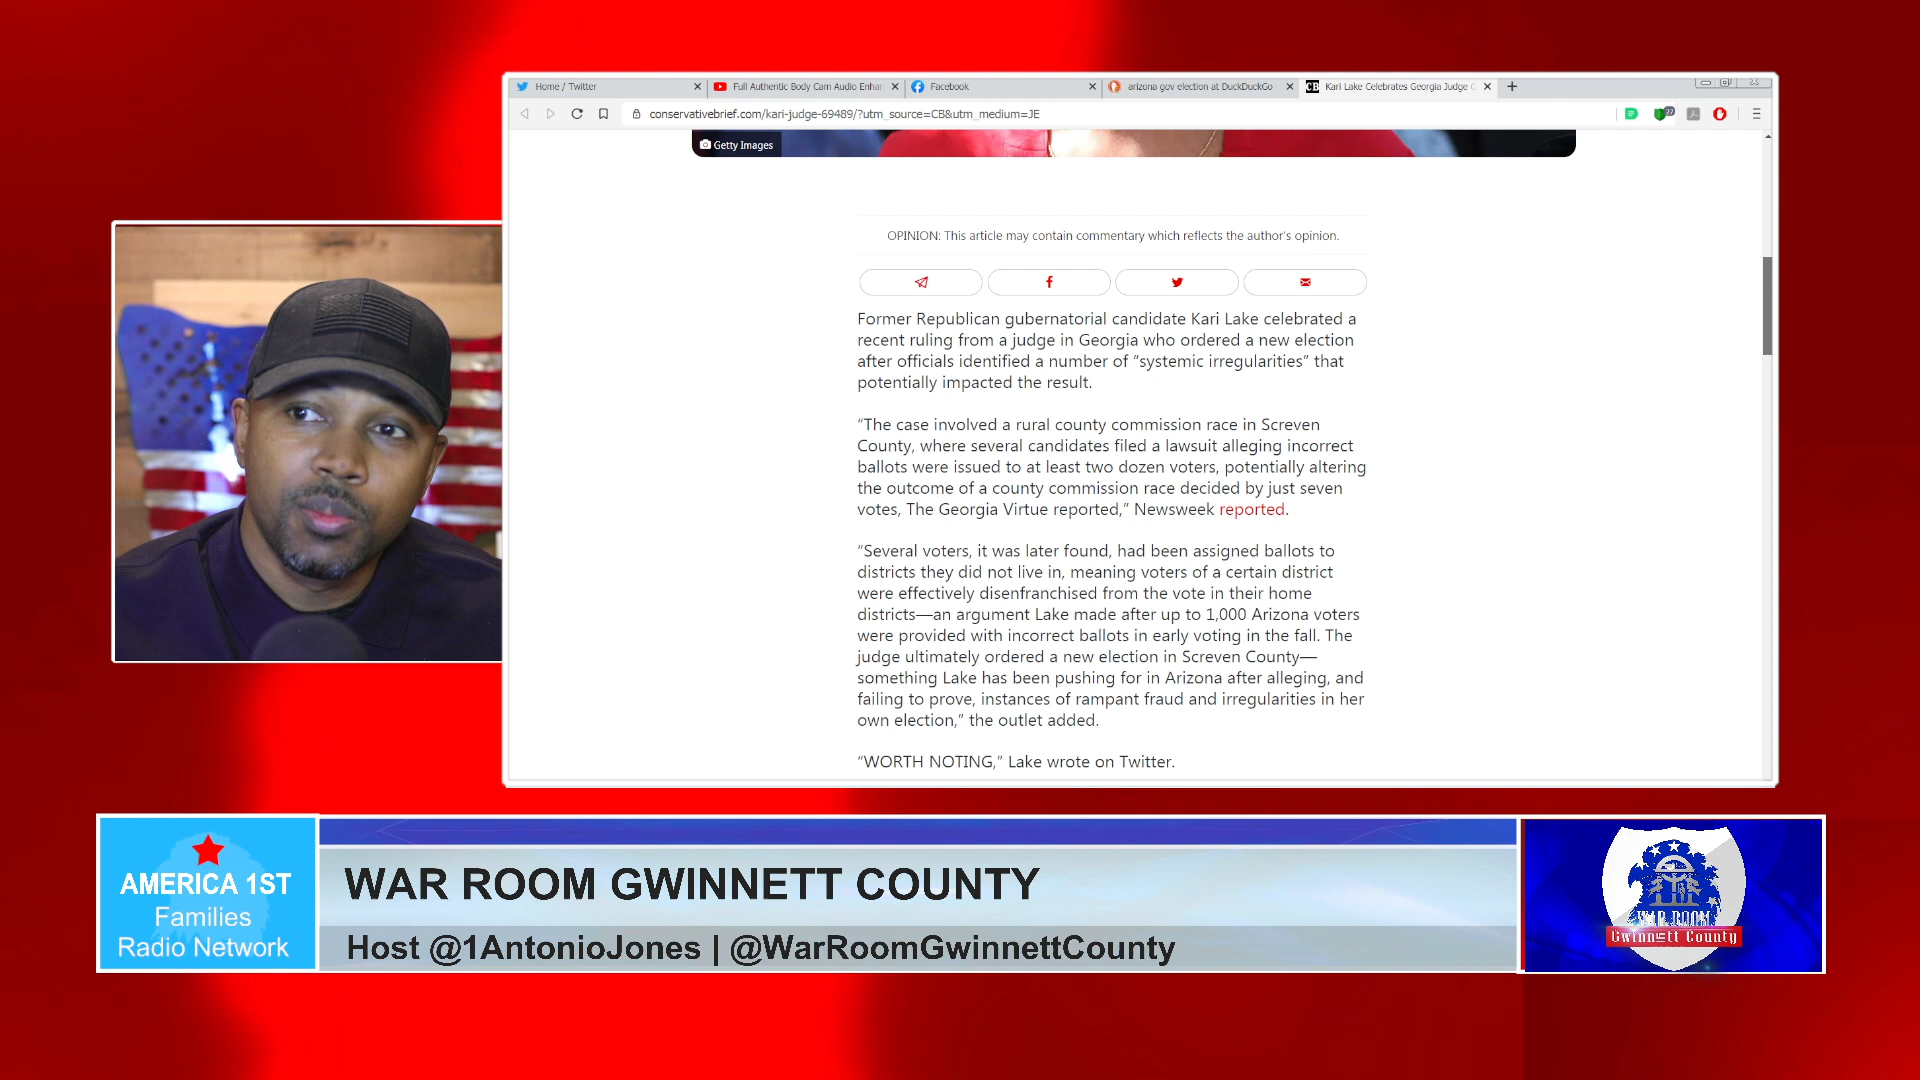 Home / Twitter
Full Authentic Body Cam Audio Enhan
Facebook
arizona gov election at DuckDuckGo
CB Kari Lake Celebrates Georgia Judge
conservativebrief.com/kari-judge-69489/?utm_source=CB&utm_medium=JE
Getty Images
OPINION: This article may contain commentary which reflects the author's opinion.
Former Republican gubernatorial candidate Kari Lake celebrated a
recent ruling from a judge in Georgia who ordered a new election
after officials identified a number of “systemic irregularities” that
potentially impacted the result.
“The case involved a rural county commission race in Screven
County, where several candidates filed a lawsuit alleging incorrect
ballots were issued to at least two dozen voters, potentially altering
the outcome of a county commission race decided by just seven
votes, The Georgia Virtue reported,” Newsweek reported.
“Several voters, it was later found, had been assigned ballots to
districts they did not live in, meaning voters of a certain district
were effectively disenfranchised from the vote in their home
districts—an argument Lake made after up to 1,000 Arizona voters
were provided with incorrect ballots in early voting in the fall. The
judge ultimately ordered a new election in Screven County—
something Lake has been pushing for in Arizona after alleging, and
failing to prove, instances of rampant fraud and irregularities in her
own election,” the outlet added.
“WORTH NOTING,” Lake wrote on Twitter.
AMERICA 1ST
Families
Radio Network
WAR ROOM GWINNETT COUNTY
Host @1AntonioJones | @WarRoomGwinnettCounty
WAR ROOM
Gwinnett County